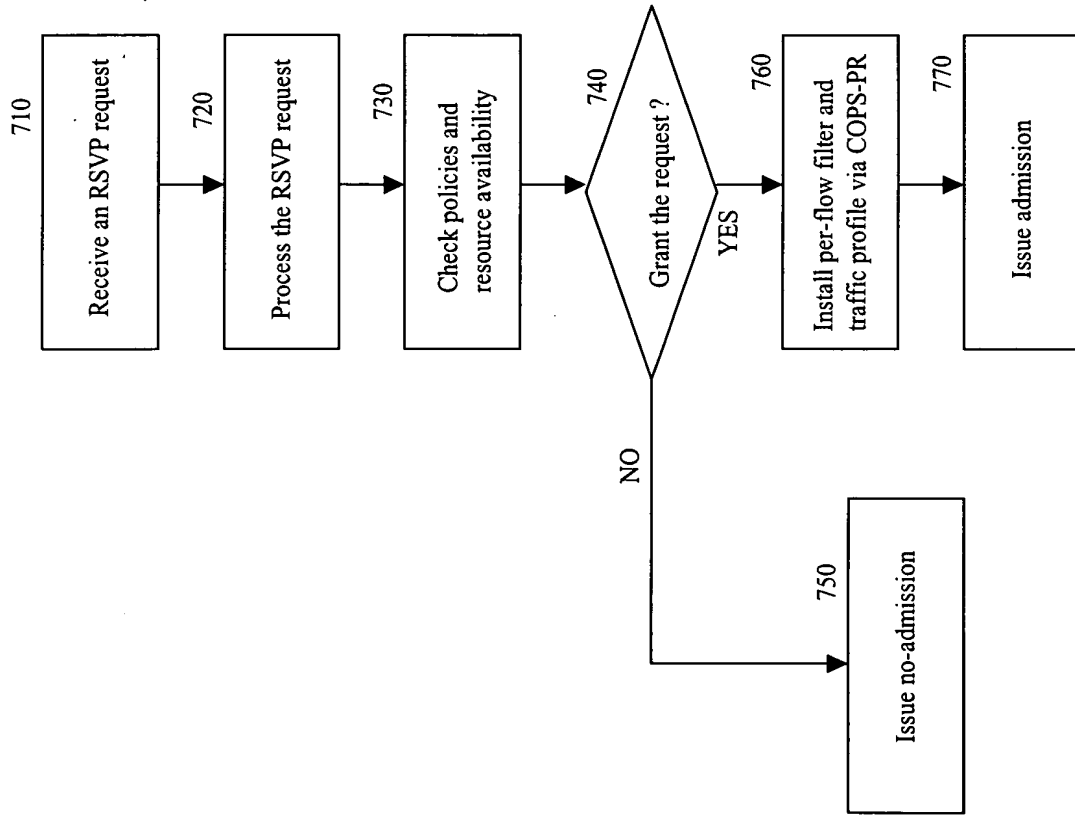 710
Receive an RSVP request
720
Process the RSVP request
730
Check policies and
resource availability
740
Grant the request ?
NO
YES
750
Issue no-admission
760
Install per-flow filter and
traffic profile via COPS-PR
770
Issue admission